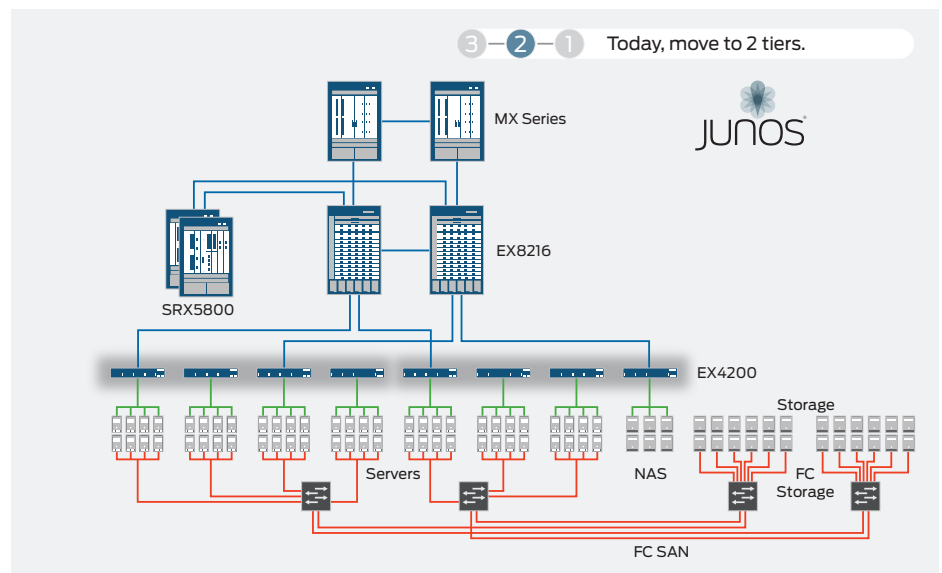 3 2 1 Today, move to 2 tiers.
MX Series
JUNOS
EX8216
SRX5800
EX4200
Storage
Servers
NAS
FC
Storage
FC SAN